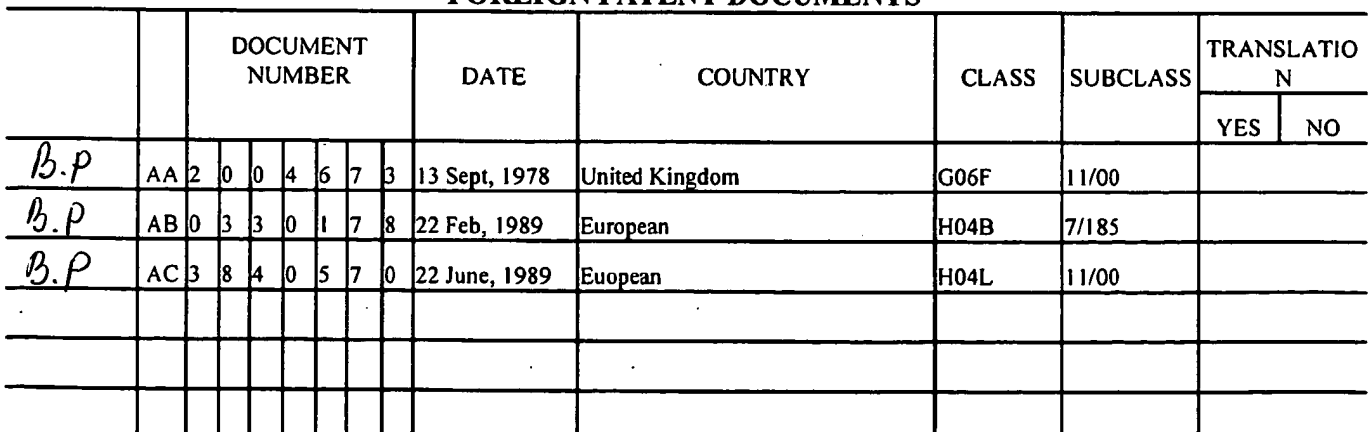 FOREIGN PATENT DOCUMENTS
DOCUMENT NUMBER DATE COUNTRY CLASS SUBCLASS TRANSLATIO
N
YES NO
B.P AA 2 0 0 4 6 7 3 13 Sept, 1978 United Kingdom G06F 11/00
B.P AB 0 3 3 0 1 7 8 22 Feb, 1989 European H04B 7/185
B.P AC 3 8 4 0 5 7 0 22 June, 1989 Euopean H04L 11/00